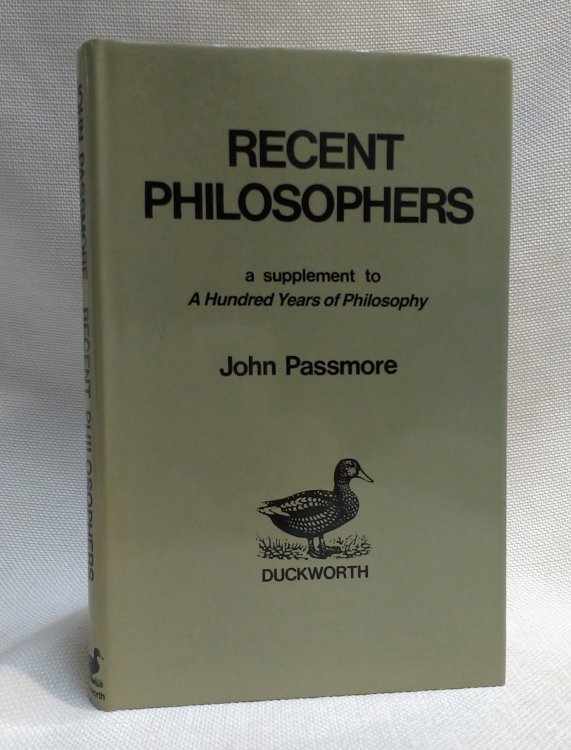 RECENT
PHILOSOPHERS
a supplement to
A Hundred Years of Philosophy
John Passmore
DUCKWORTH
JOHN PASSMORE RECENT PHILOSOPHERS